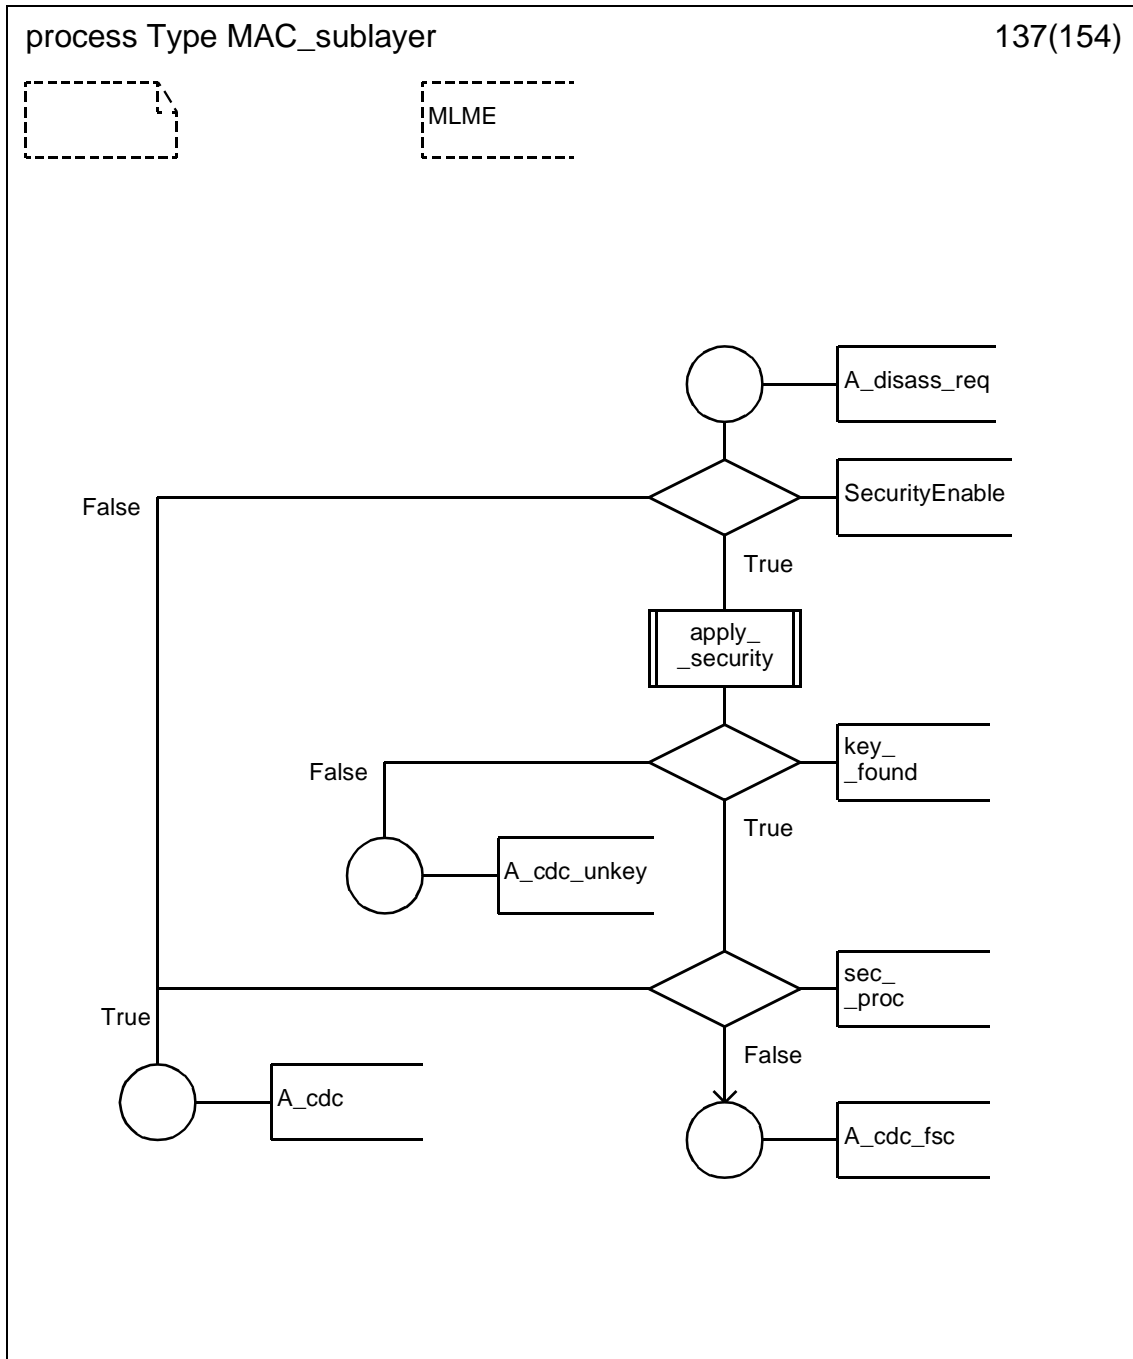 process Type MAC_sublayer
137(154)
MLME
A_disass_req
False
SecurityEnable
True
apply_
_security
key_
_found
False
True
A_cdc_unkey
sec_
_proc
True
False
A_cdc
A_cdc_fsc